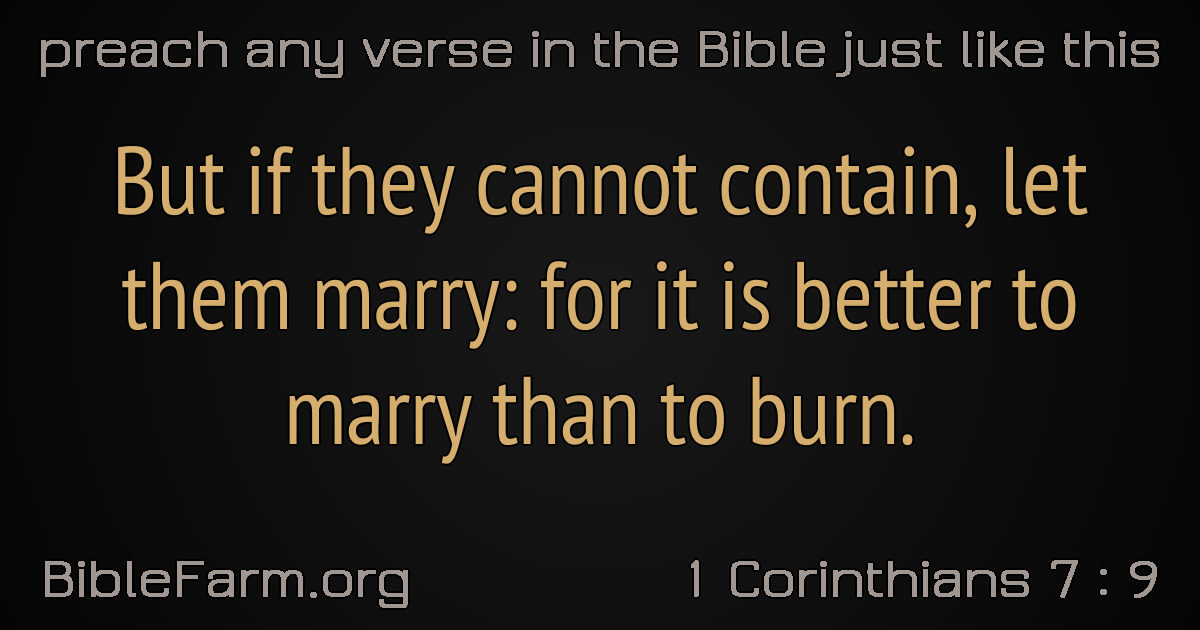 preach any verse in the Bible just like this
But if they cannot contain, let
them marry: for it is better to
marry than to burn.
BibleFarm.org
1 Corinthians 7 : 9